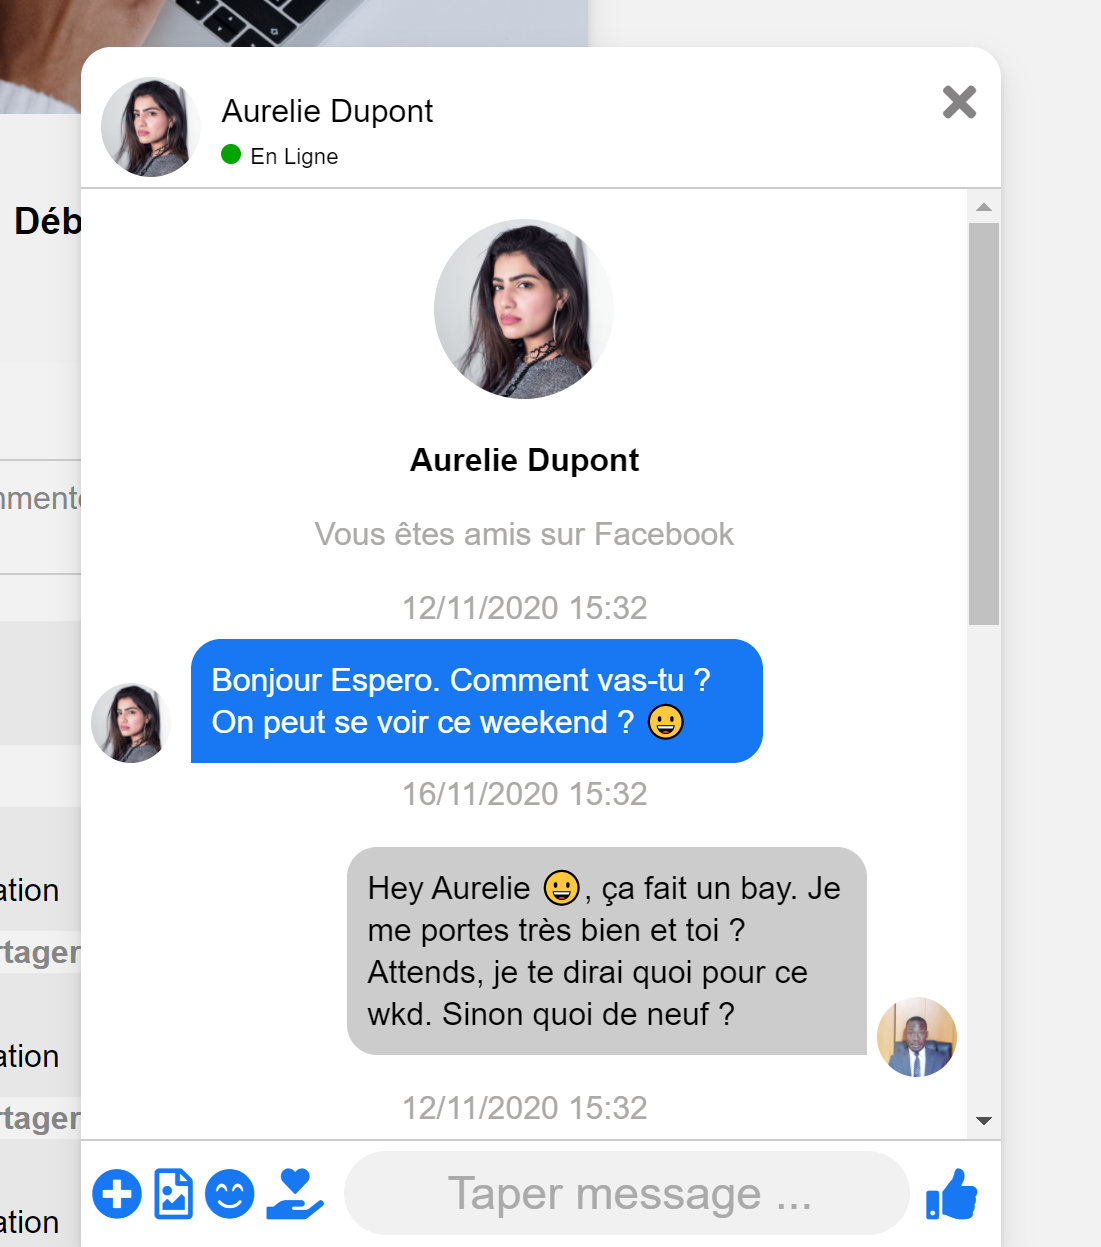 Aurelie Dupont
En Ligne
Déb
Aurelie Dupont
mmente
Vous êtes amis sur Facebook
12/11/2020 15:32
Bonjour Espero. Comment vas-tu ?
On peut se voir ce weekend ? 😀
16/11/2020 15:32
Hey Aurelie 😀, ça fait un bay. Je
me portes très bien et toi ?
Attends, je te dirai quoi pour ce
wkd. Sinon quoi de neuf ?
ation
rtager
ation
12/11/2020 15:32
rtager
Taper message ...
ation